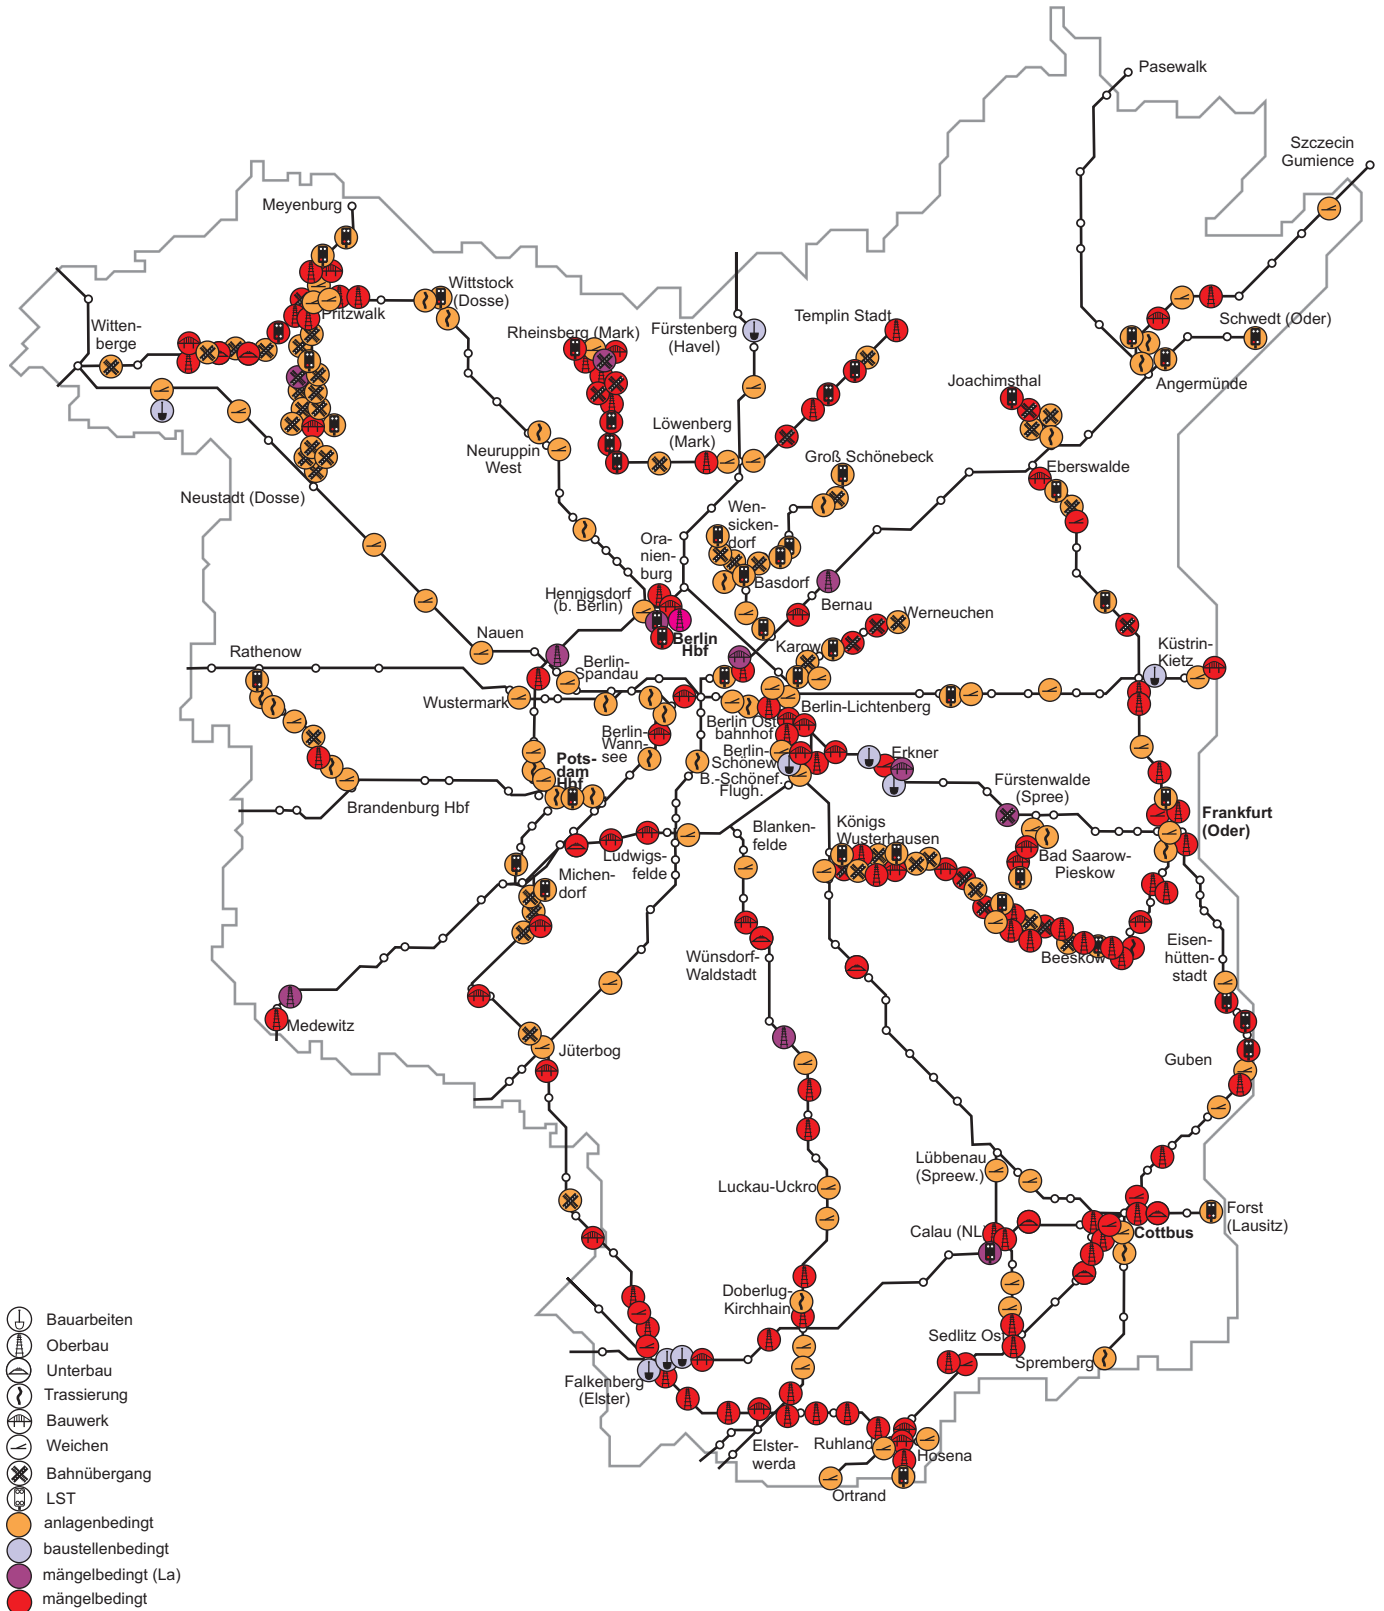 Pasewalk
Szczecin
Gumience
Meyenburg
Wittstock
(Dosse)
Pritzwalk
Witten-
berge
Rheinsberg (Mark)
Fürstenberg
(Havel)
Templin Stadt
Schwedt (Oder)
Angermünde
Joachimsthal
Löwenberg
(Mark)
Neuruppin
West
Groß Schönebeck
Eberswalde
Neustadt (Dosse)
Wen-
sicken-
dorf
Ora-
nien-
burg
Basdorf
Hennigsdorf
(b. Berlin)
Bernau
Werneuchen
Nauen
Berlin
Hbf
Karow
Küstrin-
Kietz
Rathenow
Berlin-
Spandau
Wustermark
Berlin-Lichtenberg
Berlin Ost
bahnhof
Berlin-
Wann-
see
Berlin-
Schönew.
B.-Schönef.
Flugh.
Erkner
Pots-
dam
Hbf
Fürstenwalde
(Spree)
Brandenburg Hbf
Frankfurt
(Oder)
Blanken-
felde
Königs
Wusterhausen
Ludwigs-
felde
Bad Saarow-
Pieskow
Michen-
dorf
Wünsdorf-
Waldstadt
Beeskow
Eisen-
hütten-
stadt
Medewitz
Jüterbog
Guben
Lübbenau
(Spreew.)
Luckau-Uckro
Forst
(Lausitz)
Calau (NL)
Cottbus
Doberlug-
Kirchhain
Sedlitz Ost
Spremberg
Falkenberg
(Elster)
Elster-
werda
Ruhland
Hosena
Ortrand
Bauarbeiten
Oberbau
Unterbau
Trassierung
Bauwerk
Weichen
Bahnübergang
LST
anlagenbedingt
baustellenbedingt
mängelbedingt (La)
mängelbedingt